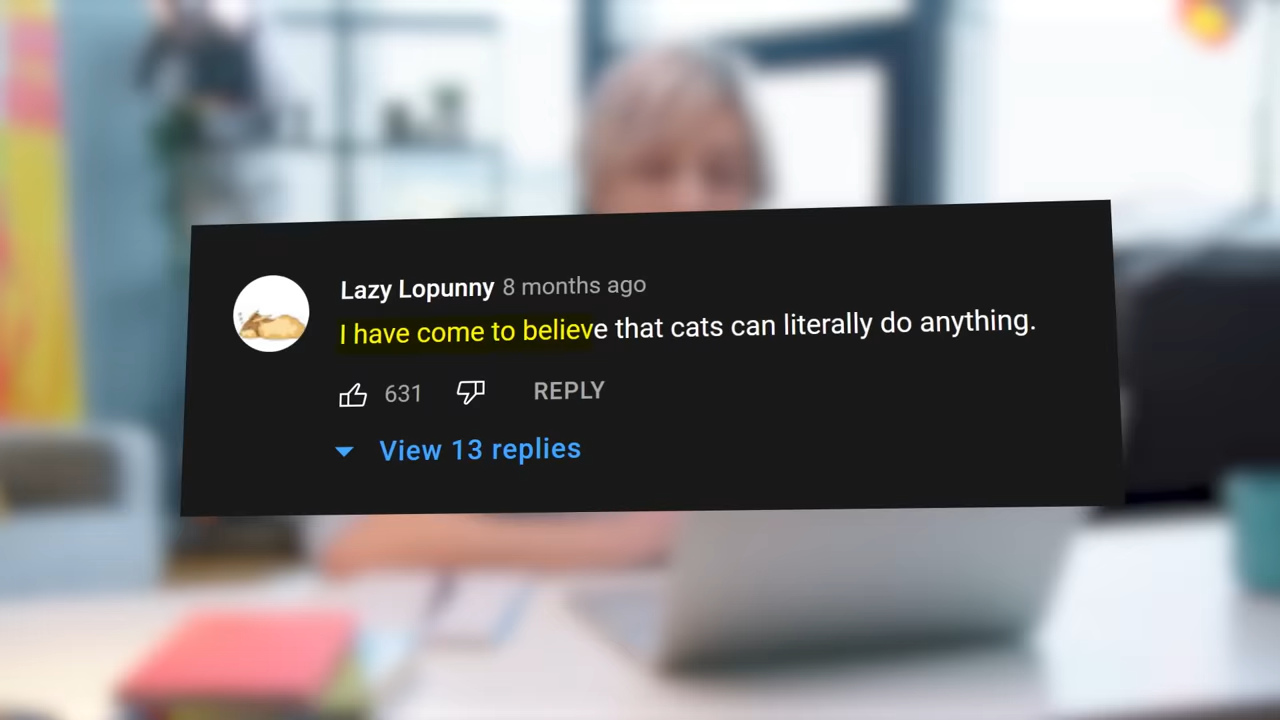 Lazy Lopunny 8 months ago
I have come to believe that cats can literally do anything.
631 REPLY
View 13 replies